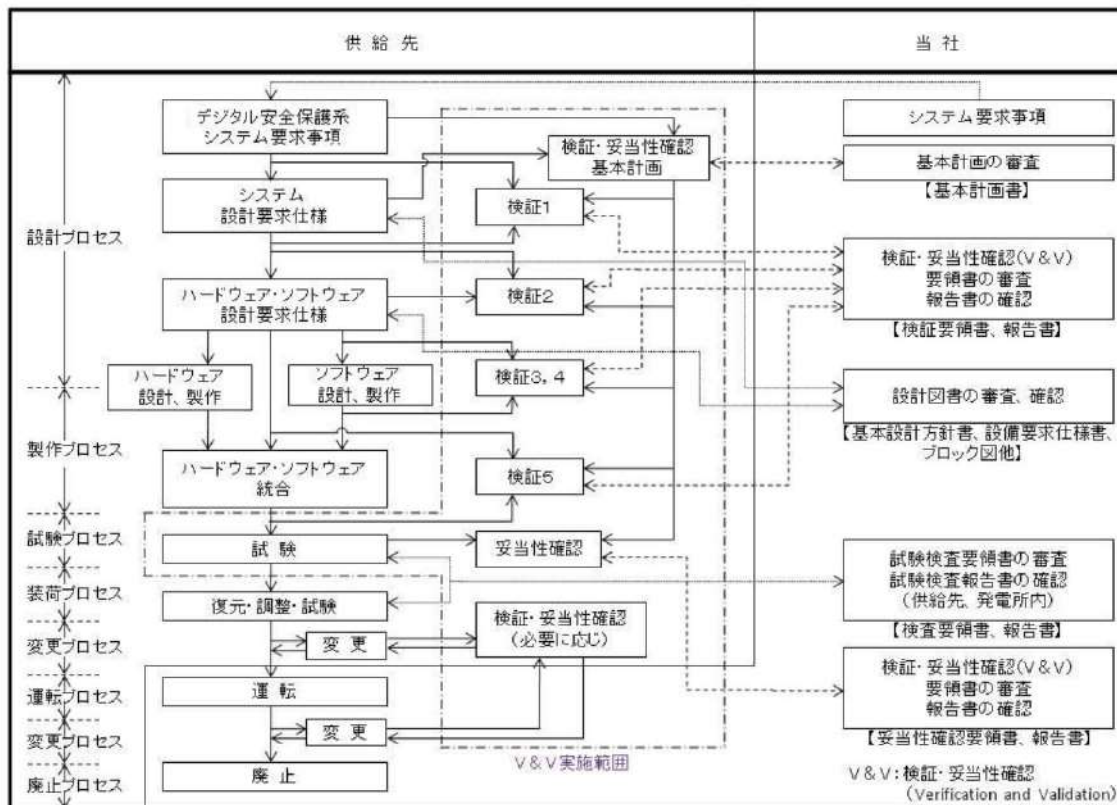 供給先
当社
デジタル安全保護系
システム要求事項
システム要求事項
検証・妥当性確認
基本計画
基本計画の審査
【基本計画書】
システム
設計要求仕様
検証1
設計プロセス
検証・妥当性確認(V&V)
要領書の審査
報告書の確認
【検証要領書、報告書】
ハードウェア・ソフトウェア
設計要求仕様
検証2
ハードウェア
設計、製作
ソフトウェア
設計、製作
検証3,4
設計図書の審査、確認
【基本設計方針書、設備要求仕様書、
ブロック図他】
製作プロセス
ハードウェア・ソフトウェア
統合
検証5
試験プロセス
試験
妥当性確認
試験検査要領書の審査
試験検査報告書の確認
(供給先、発電所内)
【検査要領書、報告書】
装荷プロセス
復元・調整・試験
変更プロセス
変更
検証・妥当性確認
(必要に応じ)
検証・妥当性確認(V&V)
要領書の審査
報告書の確認
【妥当性確認要領書、報告書】
運転プロセス
運転
変更プロセス
変更
V&V実施範囲
廃止プロセス
廃止
V&V:検証・妥当性確認
(Verification and Validation)